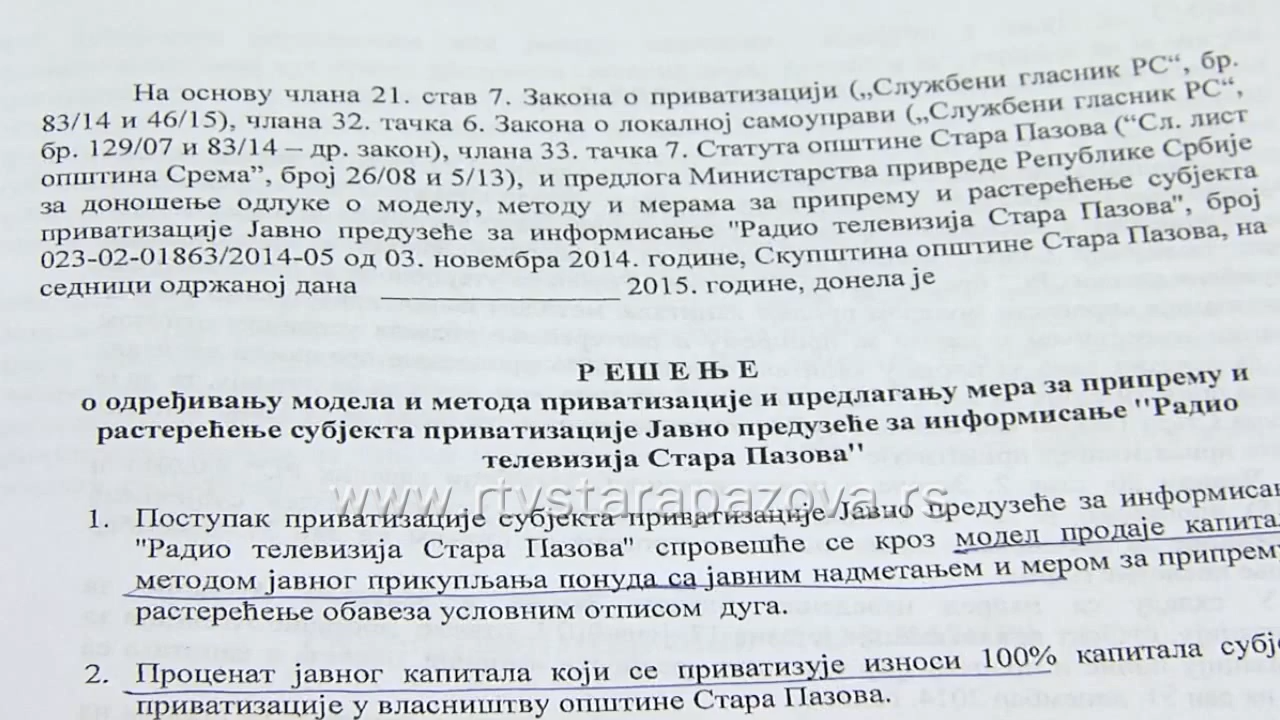 На основу члана 21. став 7. Закона о приватизацији („Службени гласник РС“, бр.
83/14 и 46/15), члана 32. тачка 6. Закона о локалној самоуправи („Службени гласник РС“,
бр. 129/07 и 83/14 – др. закон), члана 33. тачка 7. Статута општине Стара Пазова (“Сл. лист
општина Срема”, број 26/08 и 5/13), и предлога Министарства привреде Републике Србије
за доношење одлуке о моделу, методу и мерама за припрему и растерећење субјекта
приватизације Јавно предузеће за информисање "Радио телевизија Стара Пазова", број
023-02-01863/2014-05 од 03. новембра 2014. године, Скупштина општине Стара Пазова, на
седници одржаној дана ____________________ 2015. године, донела је
Р Е Ш Е Њ Е
о одређивању модела и метода приватизације и предлагању мера за припрему и
растерећење субјекта приватизације Јавно предузеће за информисање ''Радио
телевизија Стара Пазова''
www.rtvstarapazova.rs
1. Поступак приватизације субјекта приватизације Јавно предузеће за информисан
"Радио телевизија Стара Пазова" спровешће се кроз модел продаје капита
методом јавног прикупљања понуда са јавним надметањем и мером за припрему
растерећење обавеза условним отписом дуга.
2. Проценат јавног капитала који се приватизује износи 100% капитала субје
приватизације у власништву општине Стара Пазова.